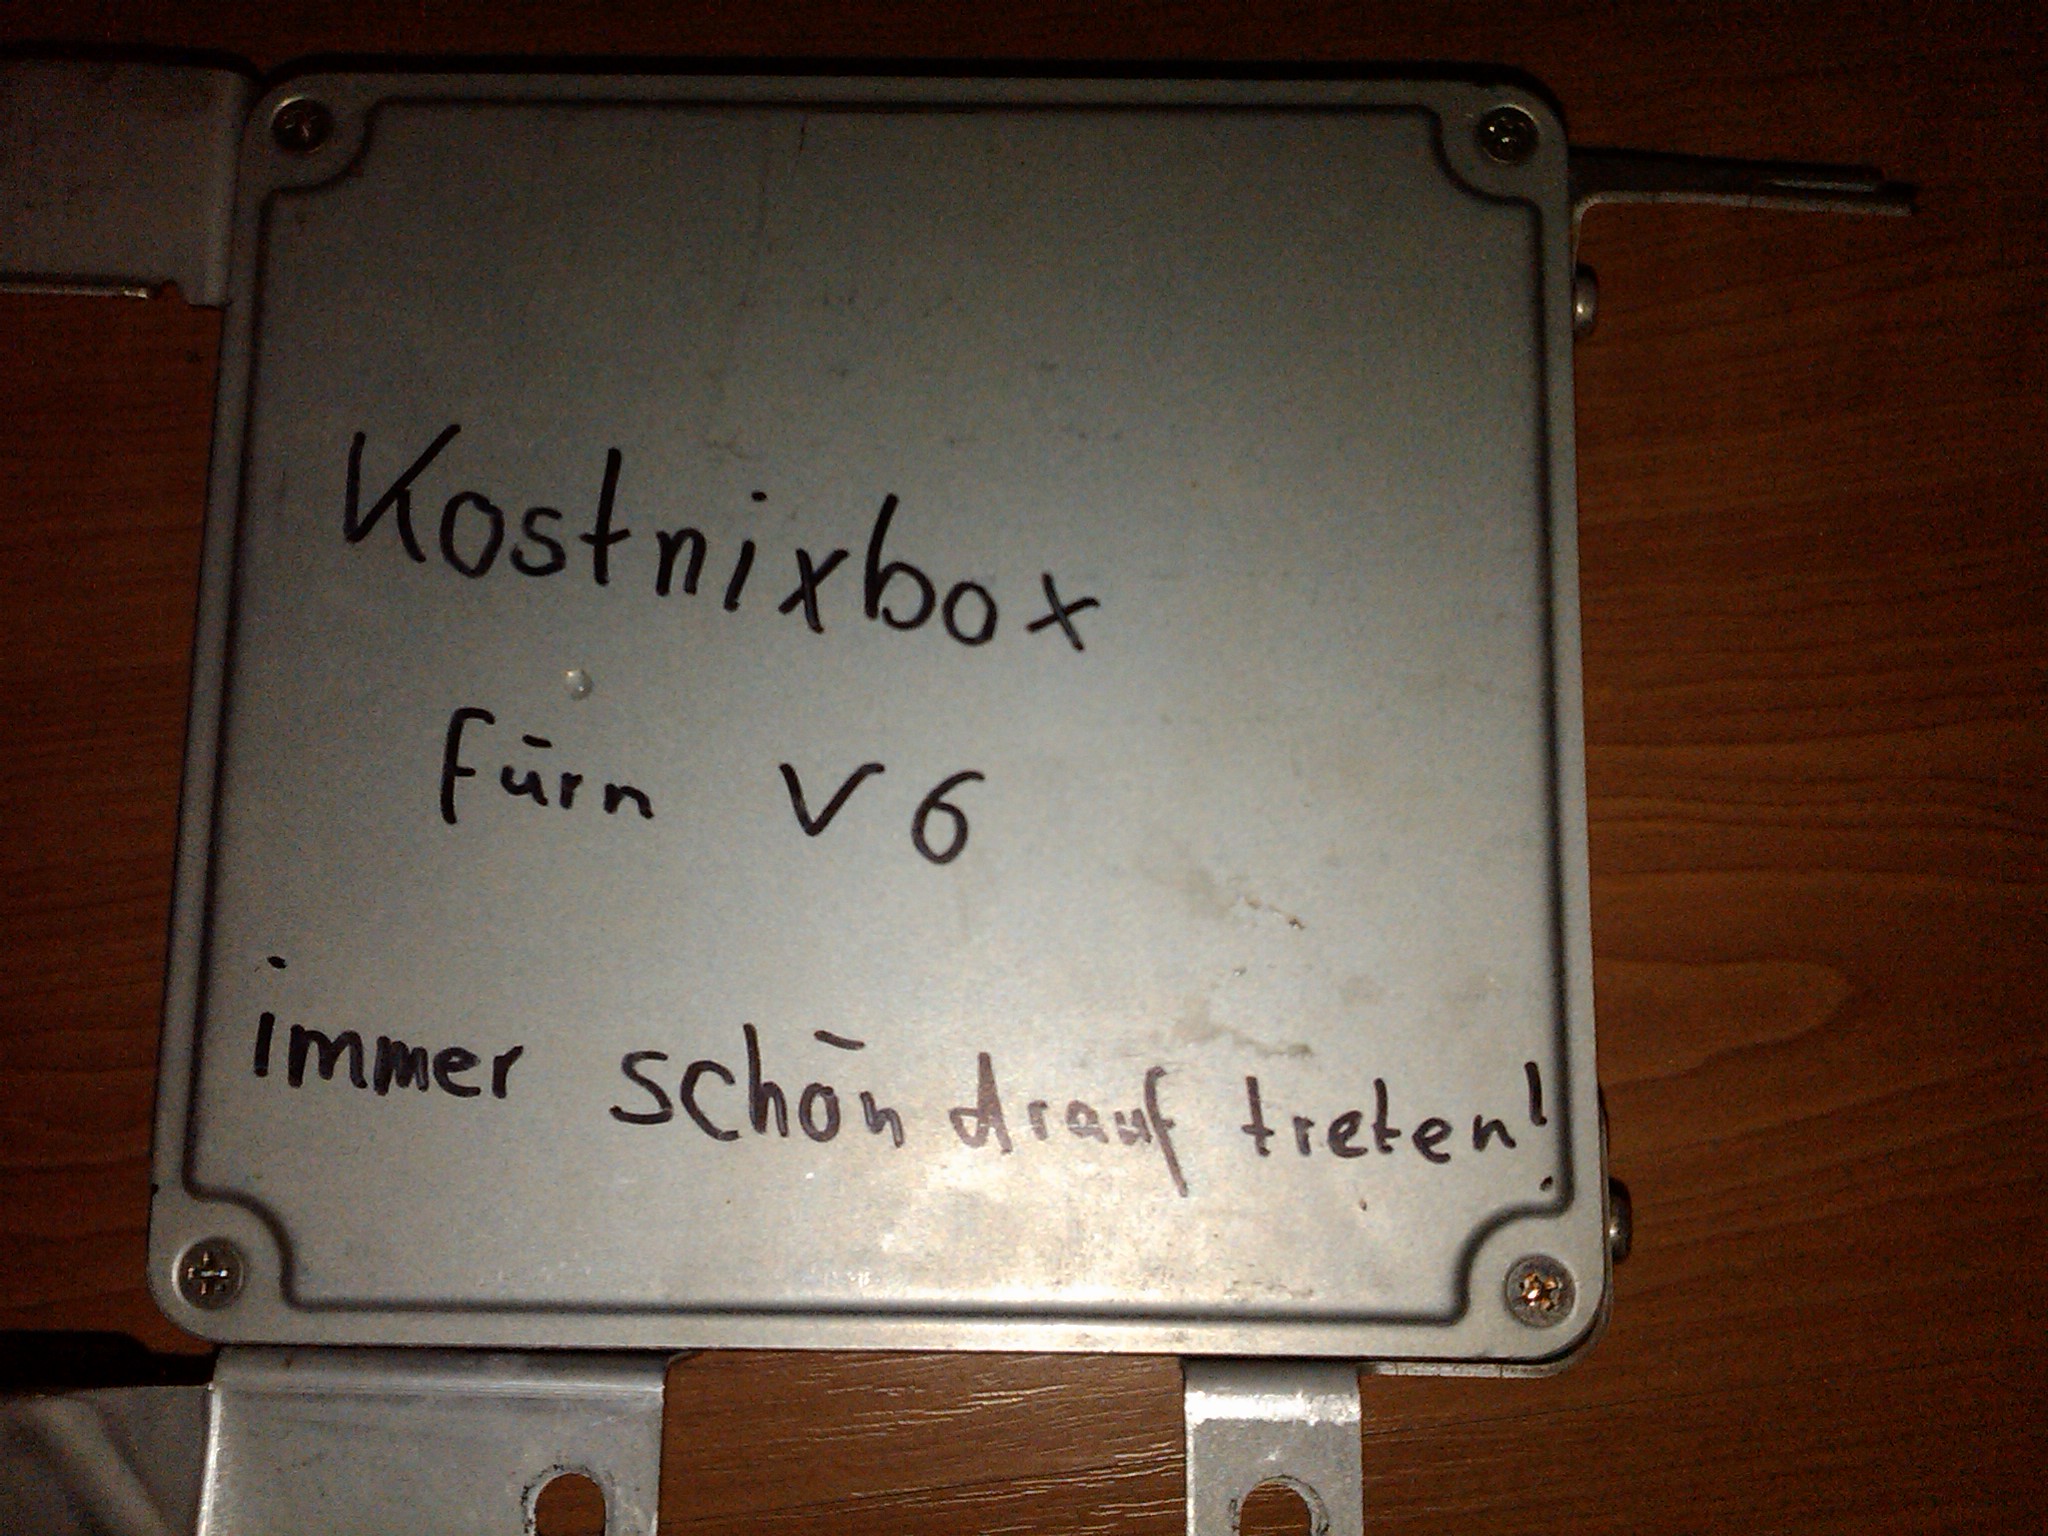 Kostnixbox
fürn V6
immer schön drauf treten!